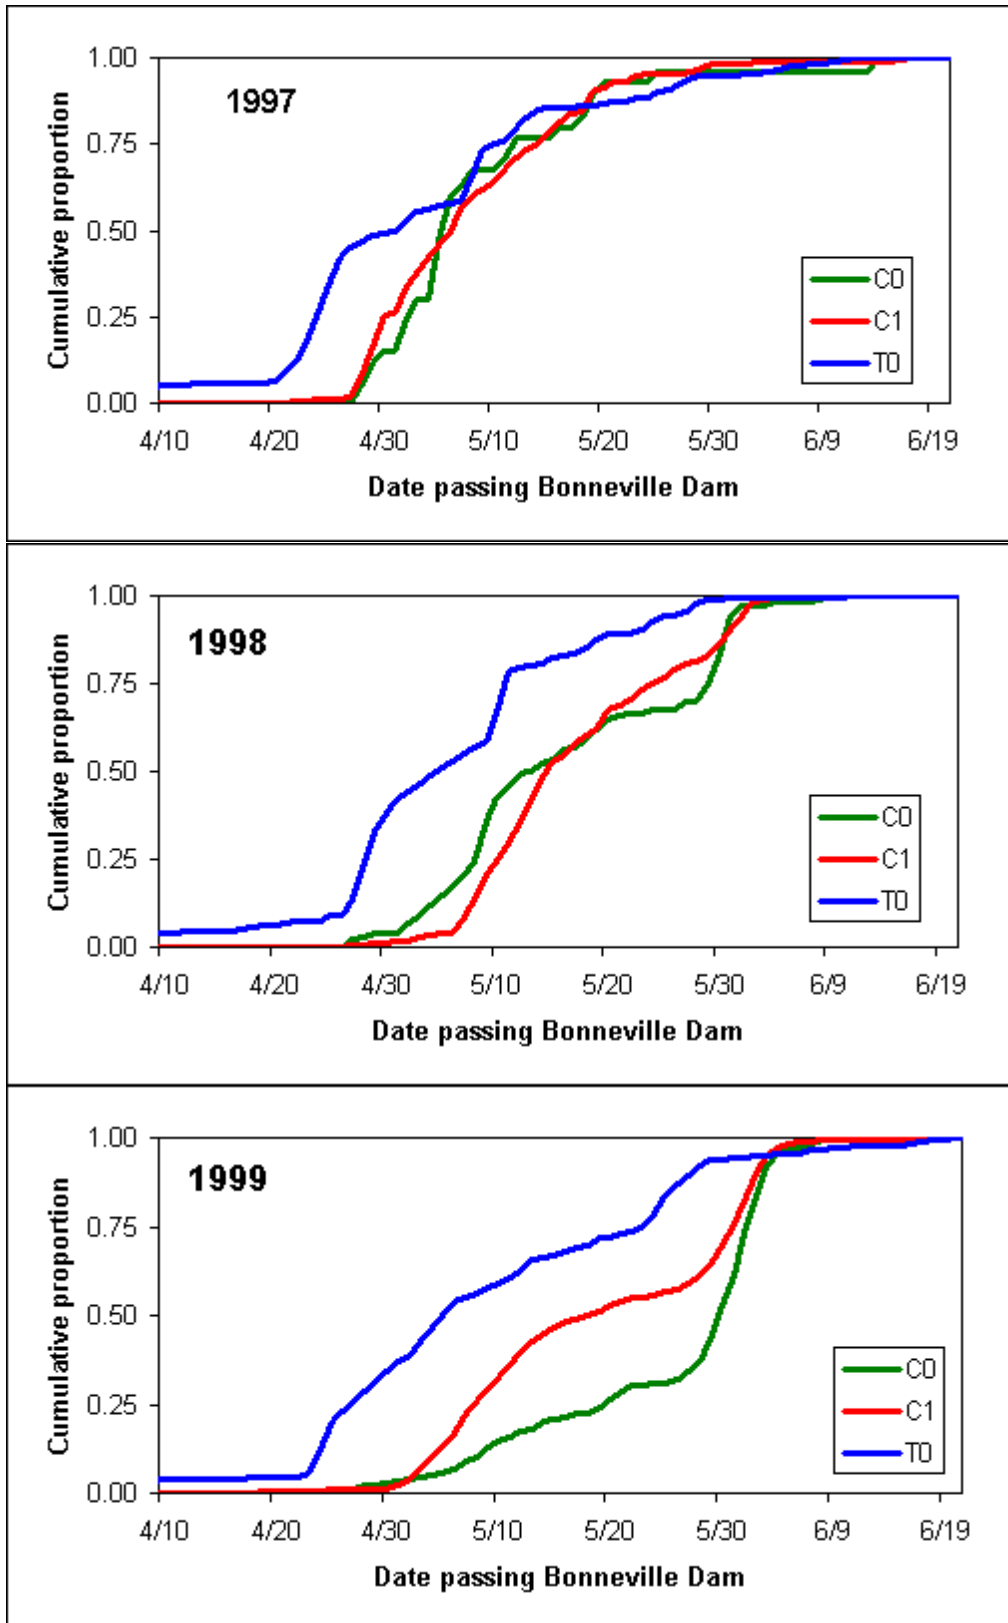 1.00
1997
0.75
Cumulative proportion
0.50
C0
0.25
C1
T0
0.00
4/10 4/20 4/30 5/10 5/20 5/30 6/9 6/19
Date passing Bonneville Dam
1.00
1998
0.75
Cumulative proportion
0.50
C0
0.25
C1
T0
0.00
4/10 4/20 4/30 5/10 5/20 5/30 6/9 6/19
Date passing Bonneville Dam
1.00
1999
0.75
Cumulative proportion
0.50
C0
0.25
C1
T0
0.00
4/10 4/20 4/30 5/10 5/20 5/30 6/9 6/19
Date passing Bonneville Dam